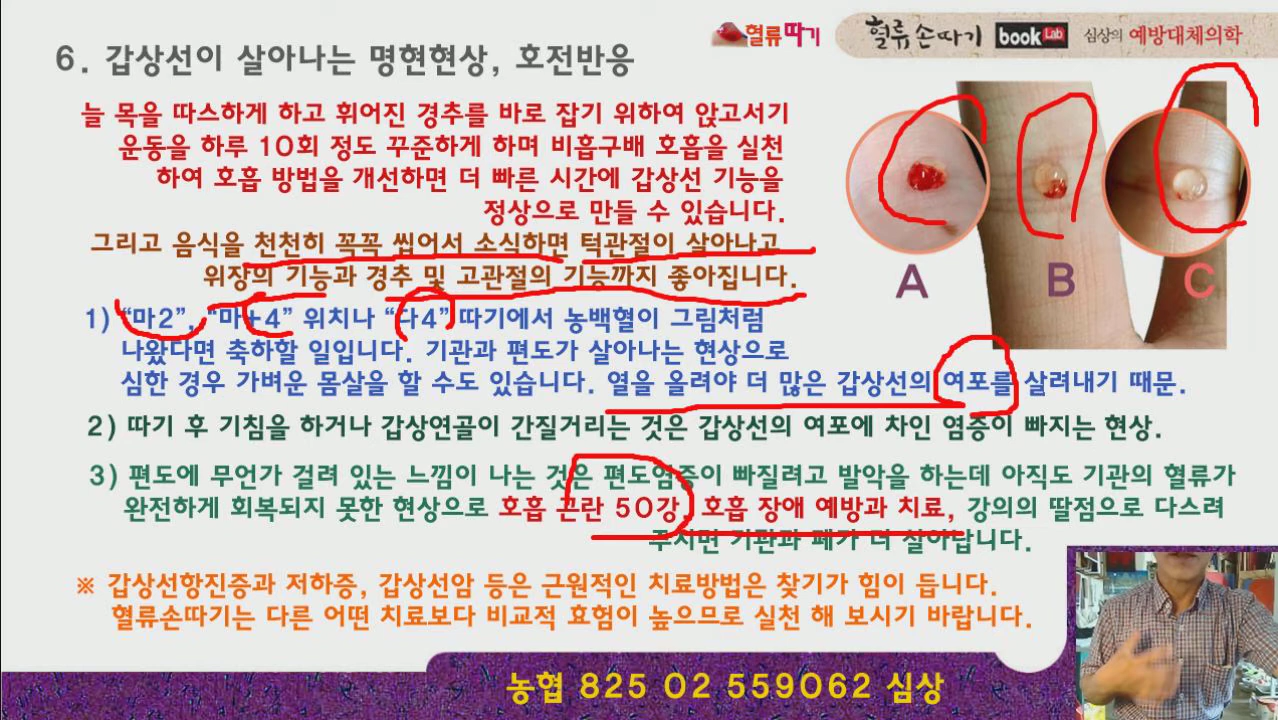 혈류따기
혈류손따기 book Lab 심상의 예방대체의학
6. 갑상선이 살아나는 명현현상, 호전반응
늘 목을 따스하게 하고 휘어진 경추를 바로 잡기 위하여 앉고서기
운동을 하루 10회 정도 꾸준하게 하며 비흡구배 호흡을 실천
하여 호흡 방법을 개선하면 더 빠른 시간에 갑상선 기능을
정상으로 만들 수 있습니다.
그리고 음식을 천천히 꼭꼭 씹어서 소식하면 턱관절이 살아나고
위장의 기능과 경추 및 고관절의 기능까지 좋아집니다.
A B C
1) “마2”, “마+4” 위치나 “다4” 따기에서 농백혈이 그림처럼
나왔다면 축하할 일입니다. 기관과 편도가 살아나는 현상으로
심한 경우 가벼운 몸살을 할 수도 있습니다. 열을 올려야 더 많은 갑상선의 여포를 살려내기 때문.
2) 따기 후 기침을 하거나 갑상연골이 간질거리는 것은 갑상선의 여포에 차인 염증이 빠지는 현상.
3) 편도에 무언가 걸려 있는 느낌이 나는 것은 편도염증이 빠질려고 발악을 하는데 아직도 기관의 혈류가
완전하게 회복되지 못한 현상으로 호흡 곤란 50강, 호흡 장애 예방과 치료, 강의의 딸점으로 다스려
주시면 기관과 폐가 더 살아납니다.
※ 갑상선항진증과 저하증, 갑상선암 등은 근원적인 치료방법은 찾기가 힘이 듭니다.
혈류손따기는 다른 어떤 치료보다 비교적 효험이 높으므로 실천 해 보시기 바랍니다.
농협 825 02 559062 심상